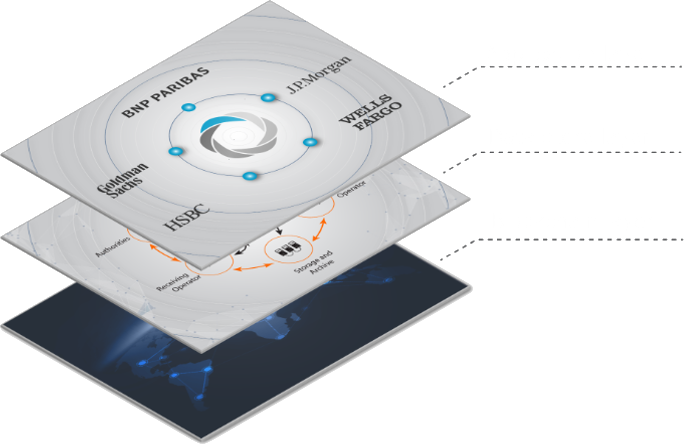 BNP PARIBAS
J.P.Morgan
WELLS
FARGO
Goldman
Sachs
HSBC
Operator
Authorities
Receiving
Operator
Storage and
Archive